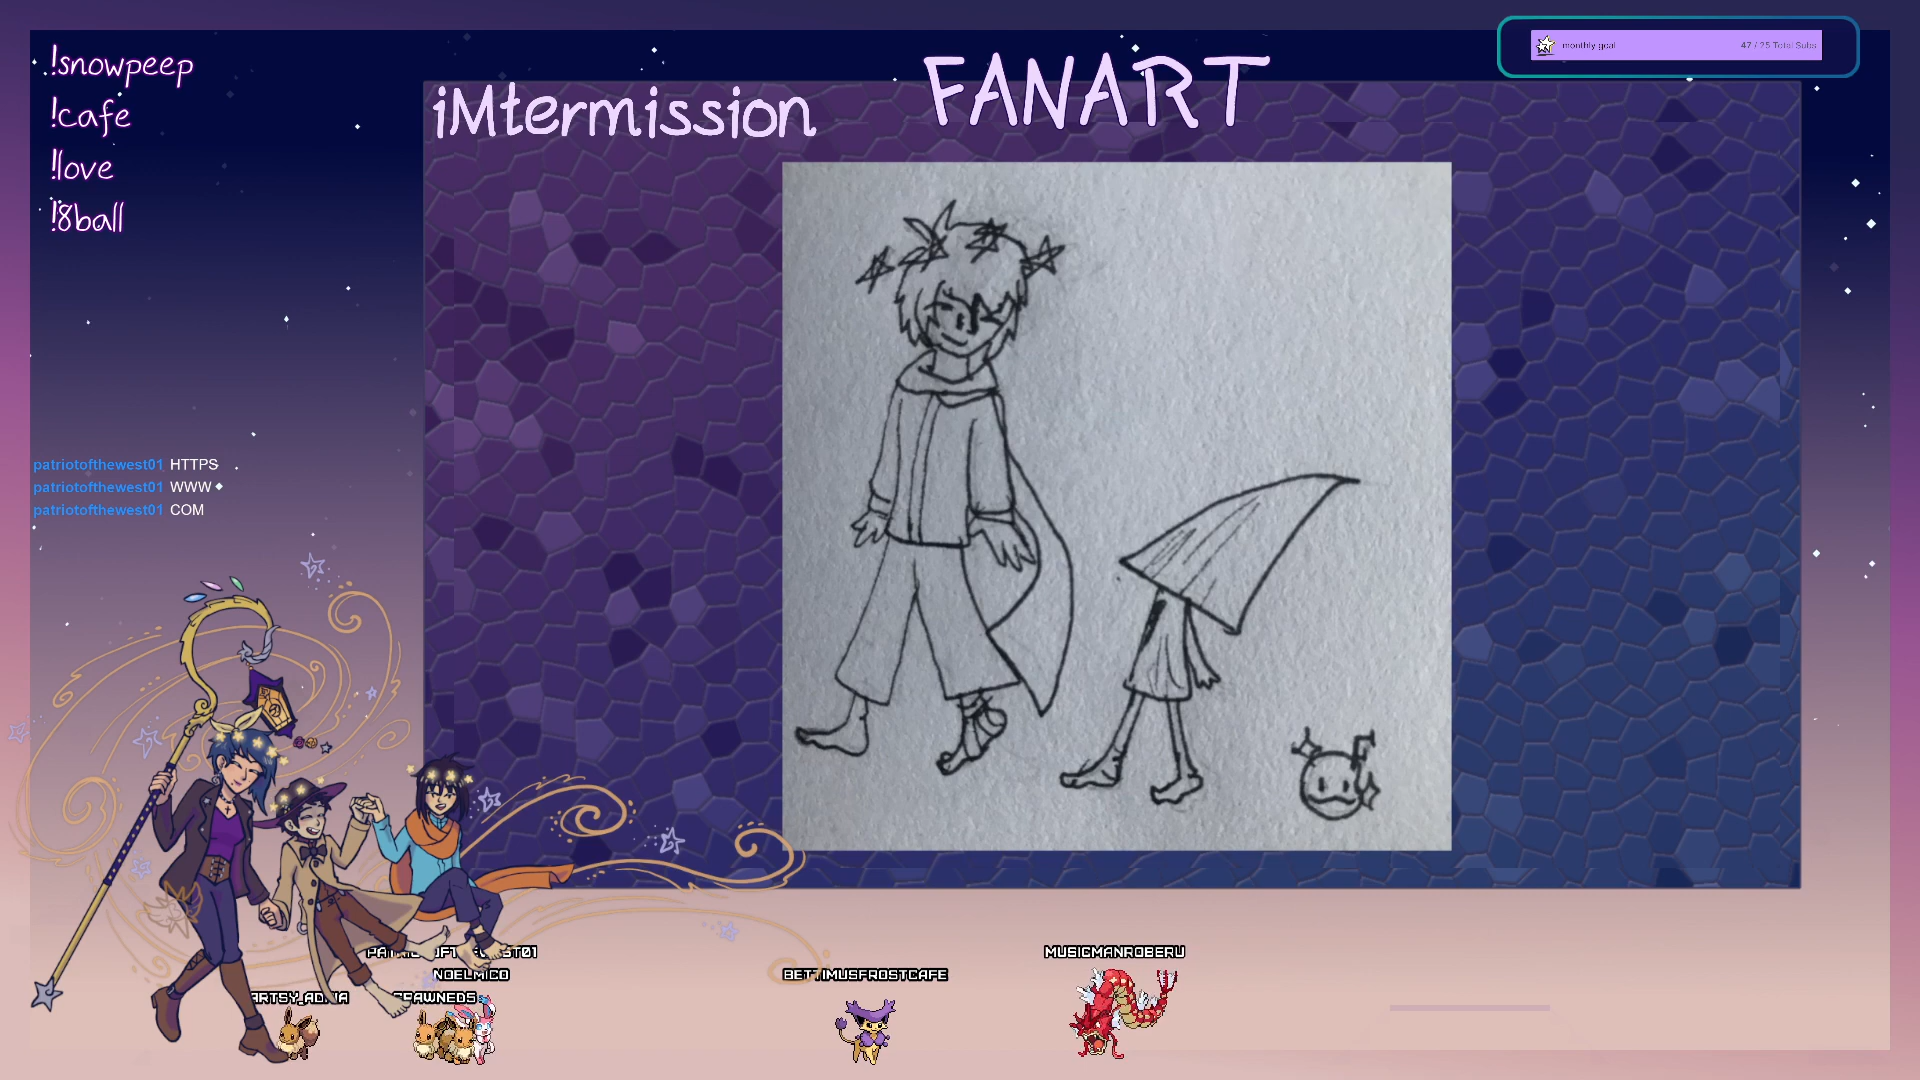 !snowpeep
!cafe
!love
!8ball
iMtermission
FANART
monthly goal 47 / 25 Total Subs
patriotofthewest01 HTTPS
patriotofthewest01 WWW
patriotofthewest01 COM
NOELMICO
BETTIMUSFROSTCAFE
MUSICMANROBERU